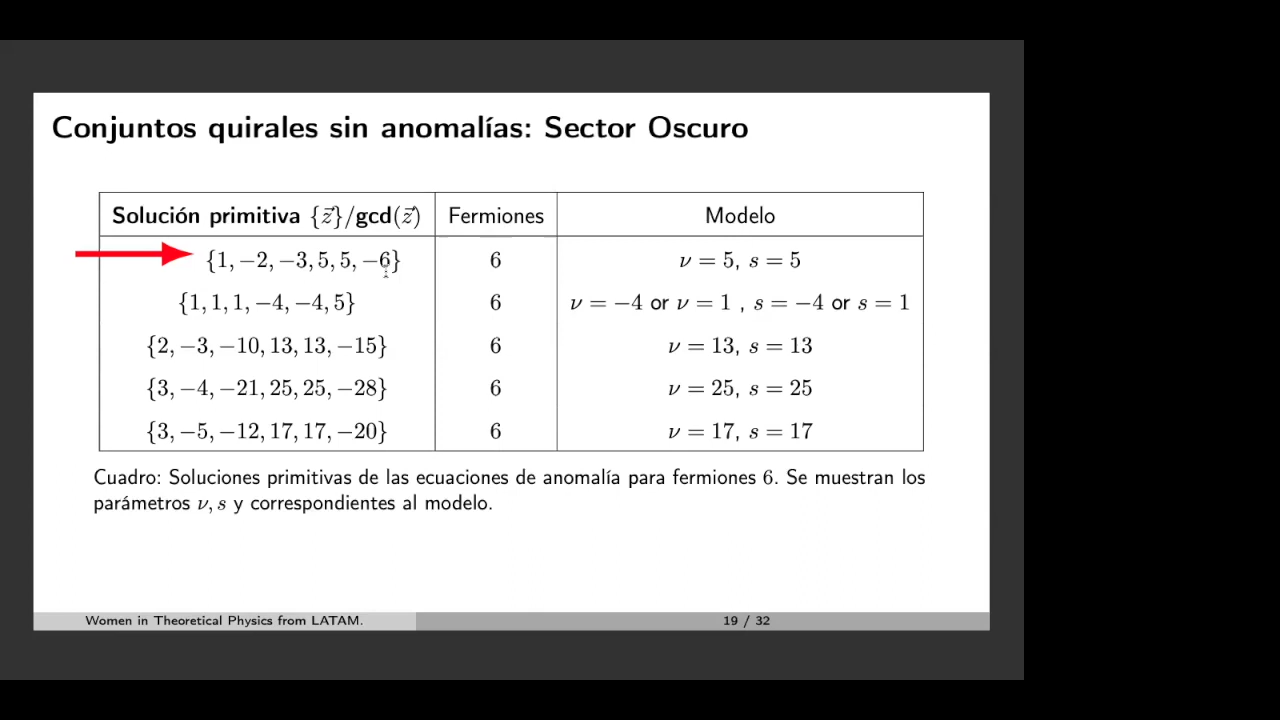 Conjuntos quirales sin anomalías: Sector Oscuro
Solución primitiva {z⃗}/gcd(z⃗) Fermiones Modelo
{1, −2, −3, 5, 5, −6} 6 ν = 5, s = 5
{1, 1, 1, −4, −4, 5} 6 ν = −4 or ν = 1 , s = −4 or s = 1
{2, −3, −10, 13, 13, −15} 6 ν = 13, s = 13
{3, −4, −21, 25, 25, −28} 6 ν = 25, s = 25
{3, −5, −12, 17, 17, −20} 6 ν = 17, s = 17
Cuadro: Soluciones primitivas de las ecuaciones de anomalía para fermiones 6. Se muestran los
parámetros ν, s y correspondientes al modelo.
Women in Theoretical Physics from LATAM. 19 / 32